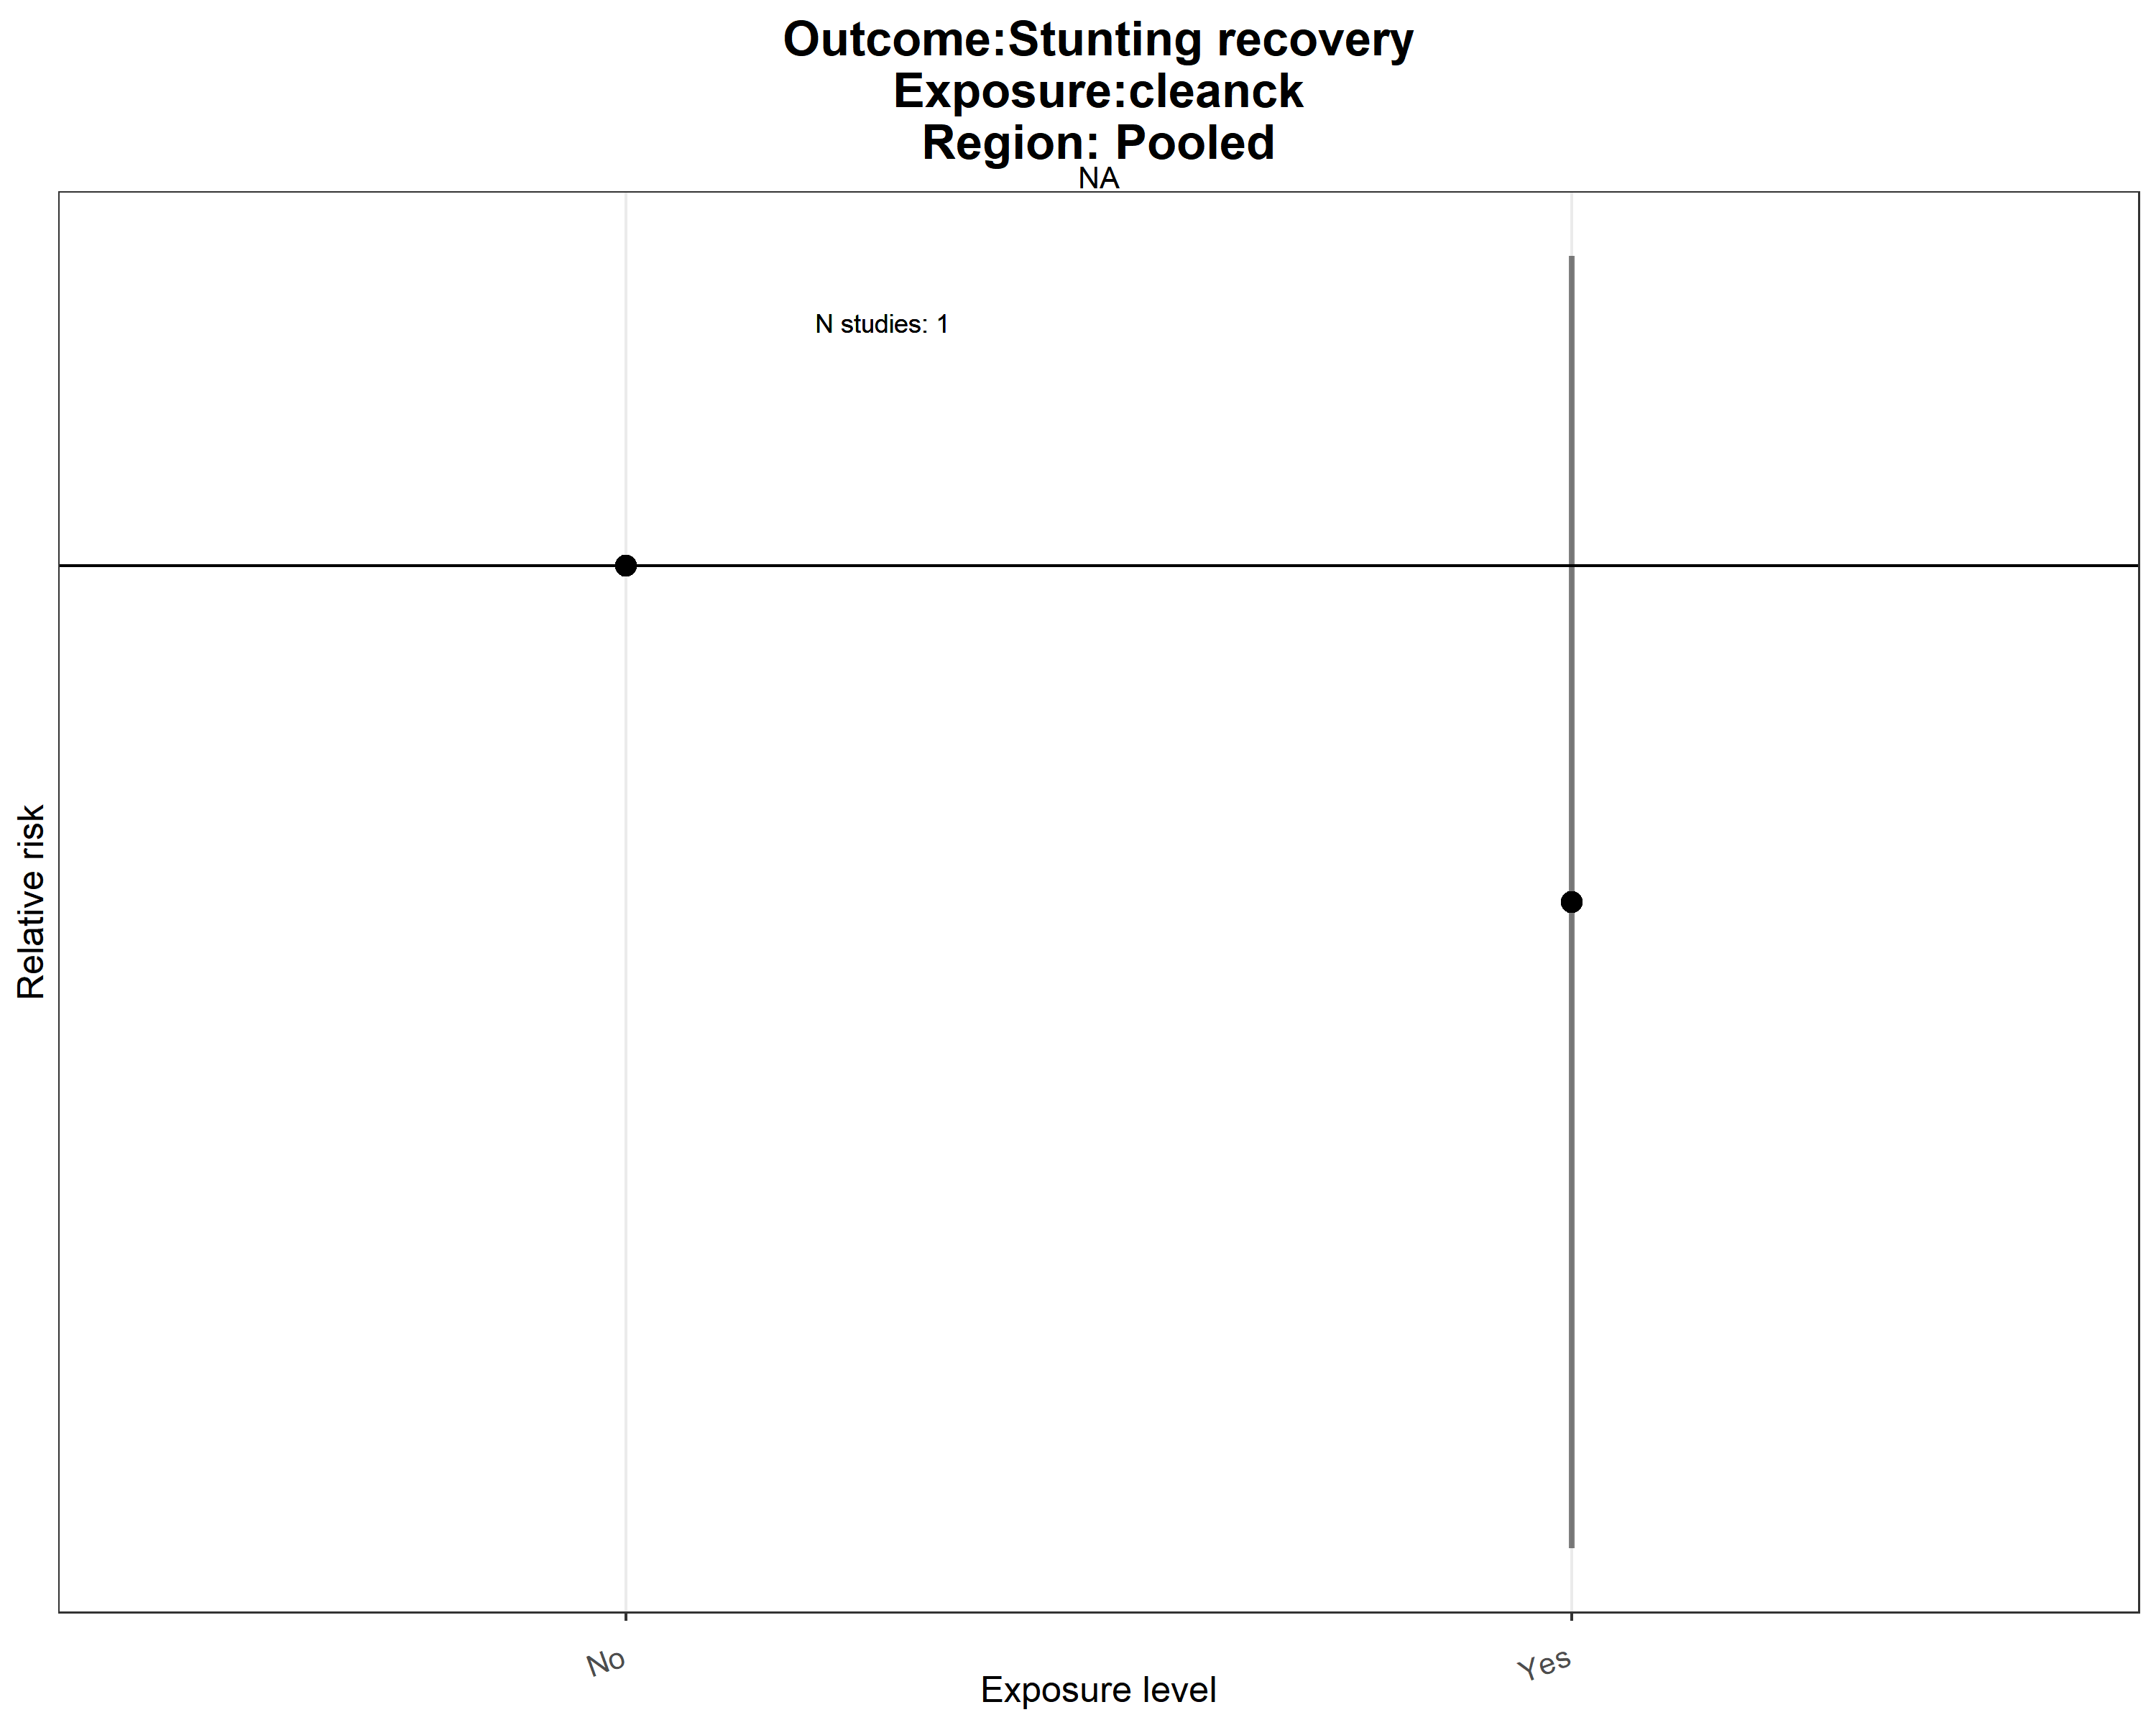 Outcome:Stunting recovery
Exposure:cleanck
Region: Pooled
NA
N studies: 1
Relative risk
No
Yes
Exposure level